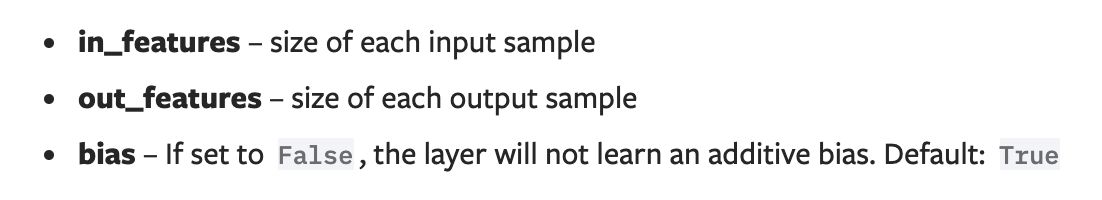 • in_features – size of each input sample
• out_features – size of each output sample
• bias – If set to False, the layer will not learn an additive bias. Default: True